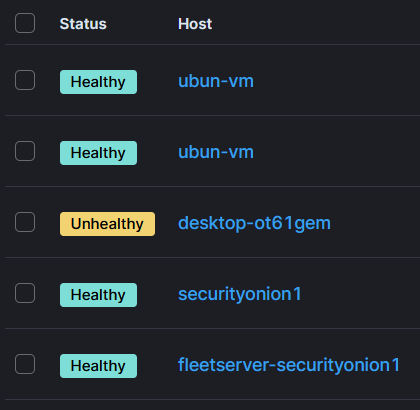 Status Host
Healthy ubun-vm
Healthy ubun-vm
Unhealthy desktop-ot61gem
Healthy securityonion1
Healthy fleetserver-securityonion1